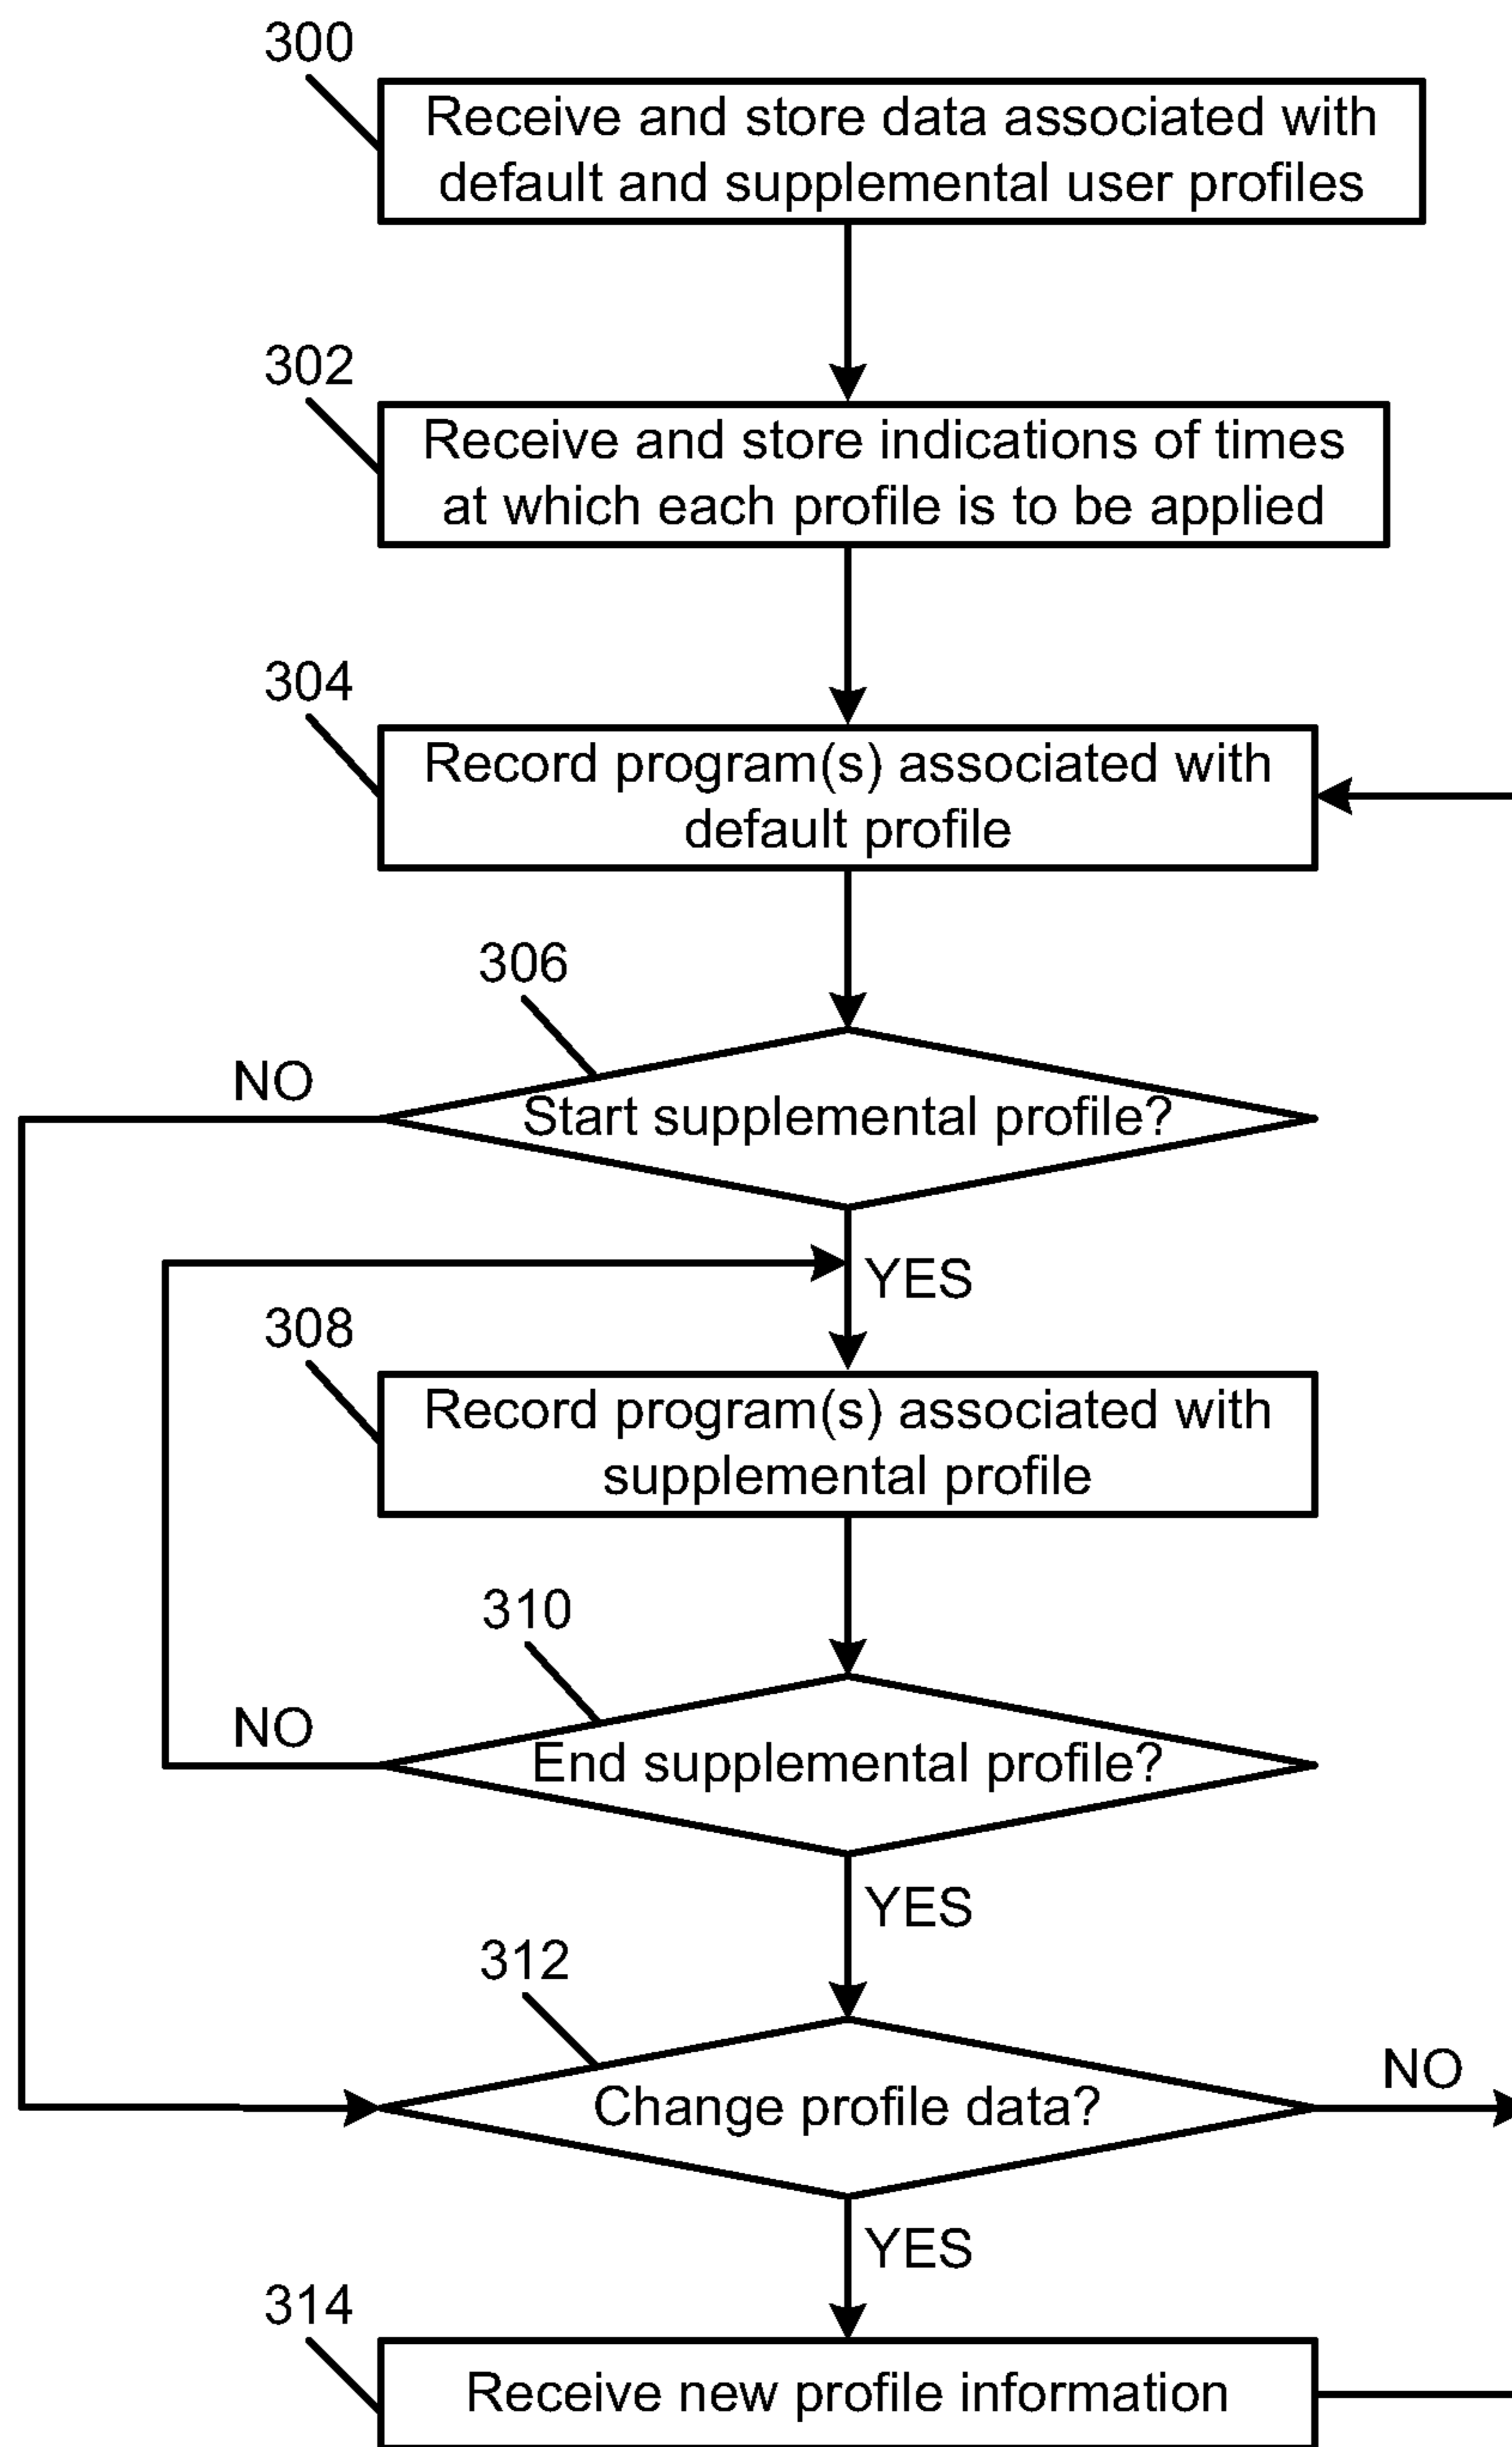 300
Receive and store data associated with
default and supplemental user profiles
302
Receive and store indications of times
at which each profile is to be applied
304
Record program(s) associated with
default profile
306
NO
Start supplemental profile?
YES
308
Record program(s) associated with
supplemental profile
310
NO
End supplemental profile?
YES
312
NO
Change profile data?
YES
314
Receive new profile information